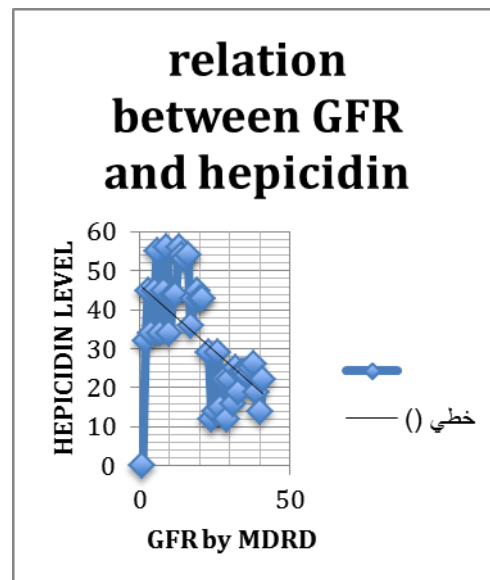 relation
between GFR
and hepicidin
HEPICIDIN LEVEL
60
50
40
30
20
10
0
0 50
GFR by MDRD
خطي ()